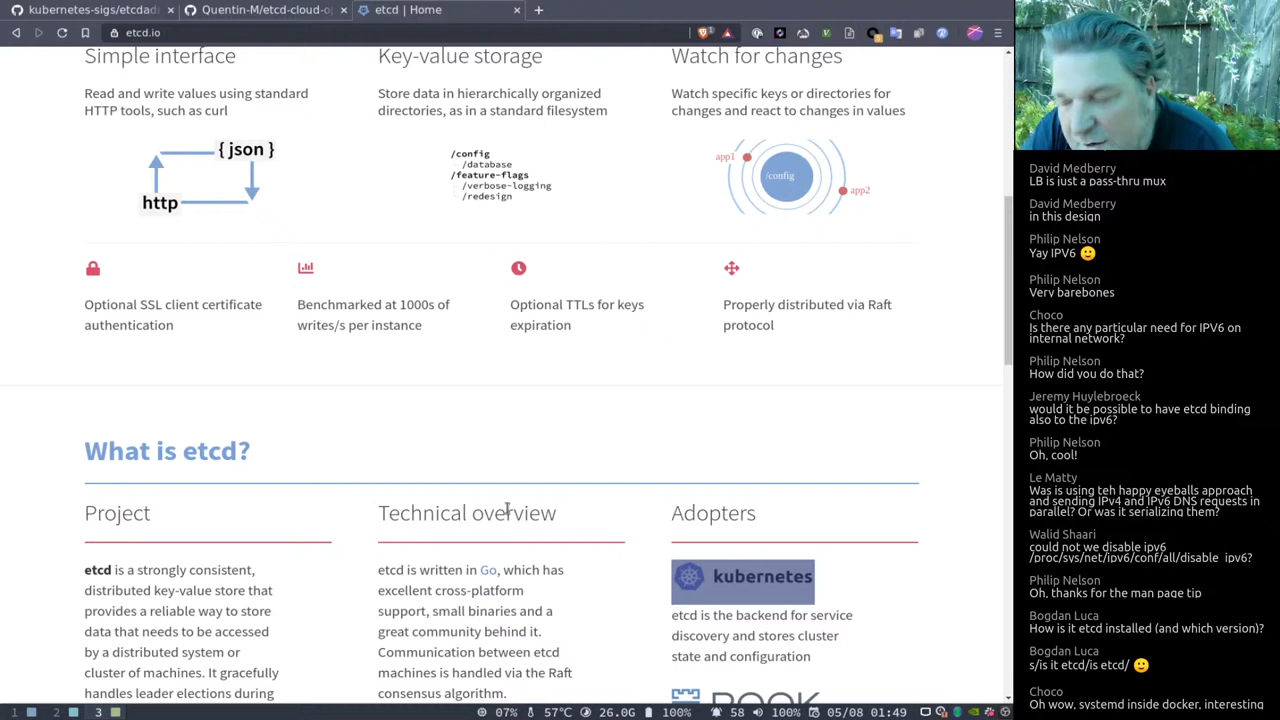 kubernetes-sigs/etcdad
Quentin-M/etcd-cloud-op
etcd | Home
etcd.io
Simple interface
Key-value storage
Watch for changes
Read and write values using standard
HTTP tools, such as curl
Store data in hierarchically organized
directories, as in a standard filesystem
Watch specific keys or directories for
changes and react to changes in values
{ json }
http
/config
/database
/feature-flags
/verbose-logging
/redesign
app1
/config
app2
Optional SSL client certificate
authentication
Benchmarked at 1000s of
writes/s per instance
Optional TTLs for keys
expiration
Properly distributed via Raft
protocol
What is etcd?
Project
Technical overview
Adopters
etcd is a strongly consistent,
distributed key-value store that
provides a reliable way to store
data that needs to be accessed
by a distributed system or
cluster of machines. It gracefully
handles leader elections during
etcd is written in Go, which has
excellent cross-platform
support, small binaries and a
great community behind it.
Communication between etcd
machines is handled via the Raft
consensus algorithm.
kubernetes
etcd is the backend for service
discovery and stores cluster
state and configuration
ROOK
David Medberry
LB is just a pass-thru mux
David Medberry
in this design
Philip Nelson
Yay IPV6 🙂
Philip Nelson
Very barebones
Choco
Is there any particular need for IPV6 on
internal network?
Philip Nelson
How did you do that?
Jeremy Huylebroeck
would it be possible to have etcd binding
also to the ipv6?
Philip Nelson
Oh, cool!
Le Matty
Was is using teh happy eyeballs approach
and sending IPv4 and IPv6 DNS requests in
parallel? Or was it serializing them?
Walid Shaari
could not we disable ipv6
/proc/sys/net/ipv6/conf/all/disable_ipv6?
Philip Nelson
Oh, thanks for the man page tip
Bogdan Luca
How is it etcd installed (and which version)?
Bogdan Luca
s/is it etcd/is etcd/ 🙂
Choco
Oh wow, systemd inside docker, interesting
1 2 3 07% 57°C 26.0G 100% 58 100% 05/08 01:49